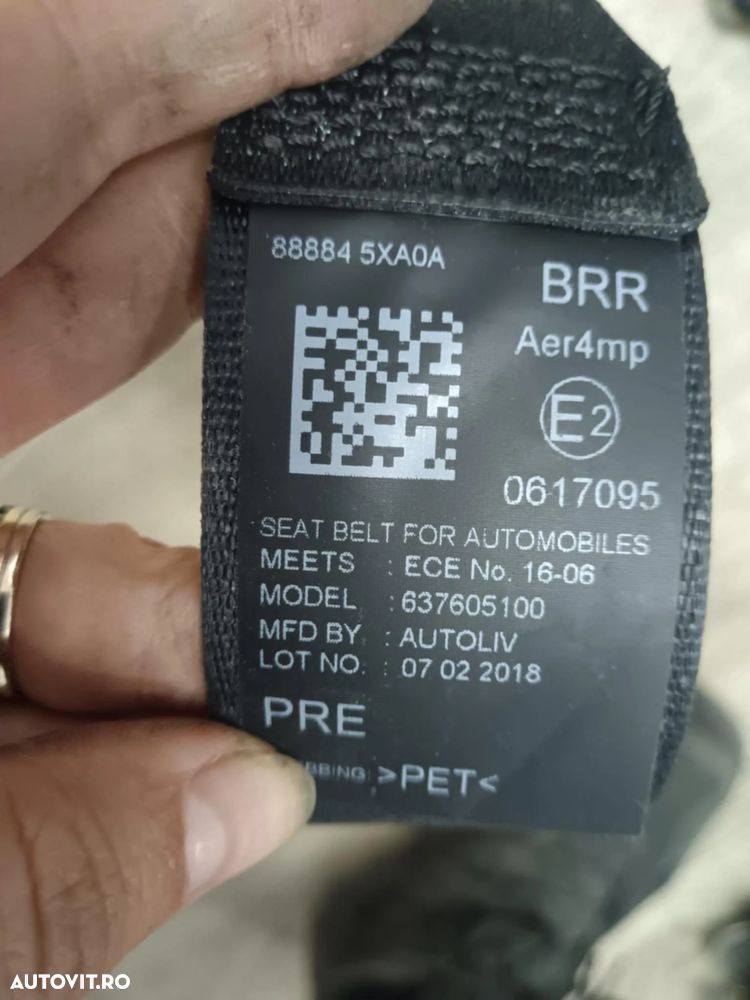 88884 5XA0A
BRR
Aer4mp
E2
0617095
SEAT BELT FOR AUTOMOBILES
MEETS : ECE No. 16-06
MODEL : 637605100
MFD BY : AUTOLIV
LOT NO. : 07 02 2018
PRE
>PET<
AUTOVIT.RO